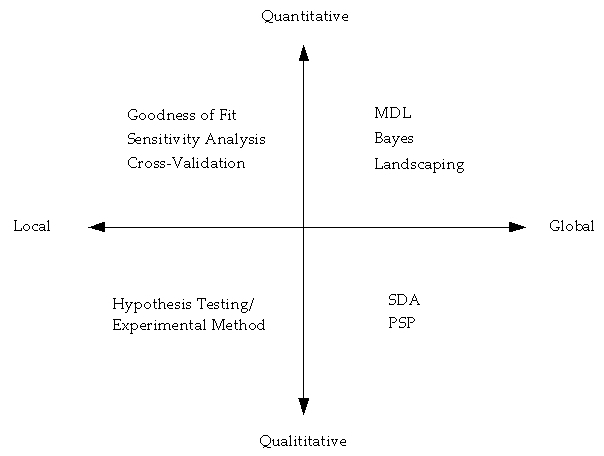 Quantitative
Goodness of Fit
Sensitivity Analysis
Cross-Validation
MDL
Bayes
Landscaping
Local
Global
Hypothesis Testing/
Experimental Method
SDA
PSP
Qualititative